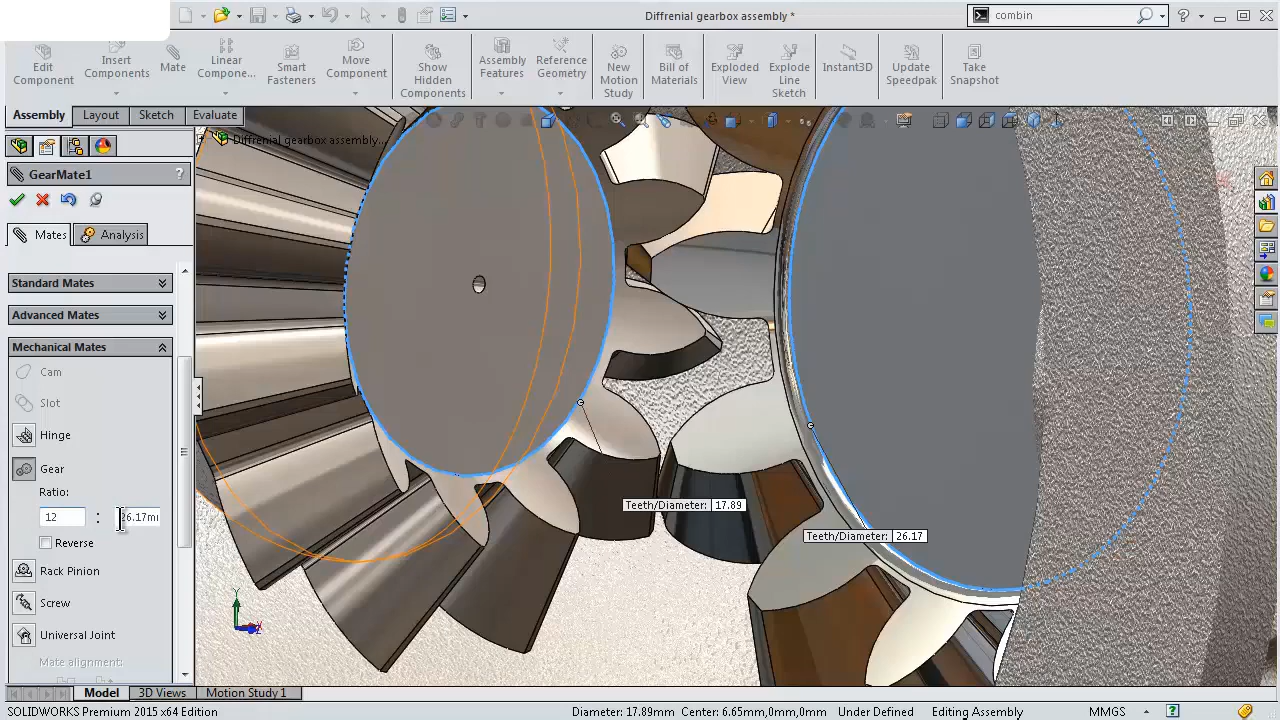 Diffrenial gearbox assembly *
combin
Edit Component
Insert Components
Mate
Linear Compone...
Smart Fasteners
Move Component
Show Hidden Components
Assembly Features
Reference Geometry
New Motion Study
Bill of Materials
Exploded View
Explode Line Sketch
Instant3D
Update Speedpak
Take Snapshot
Assembly
Layout
Sketch
Evaluate
Diffrenial gearbox assembly...
GearMate1
?
Mates
Analysis
Standard Mates
Advanced Mates
Mechanical Mates
Cam
Slot
Hinge
Gear
Ratio:
12 : 26.17m
Reverse
Rack Pinion
Screw
Universal Joint
Mate alignment:
Teeth/Diameter: 17.89
Teeth/Diameter: 26.17
Y
X
Model
3D Views
Motion Study 1
SOLIDWORKS Premium 2015 x64 Edition
Diameter: 17.89mm Center: 6.65mm,0mm,0mm
Under Defined
Editing Assembly
MMGS